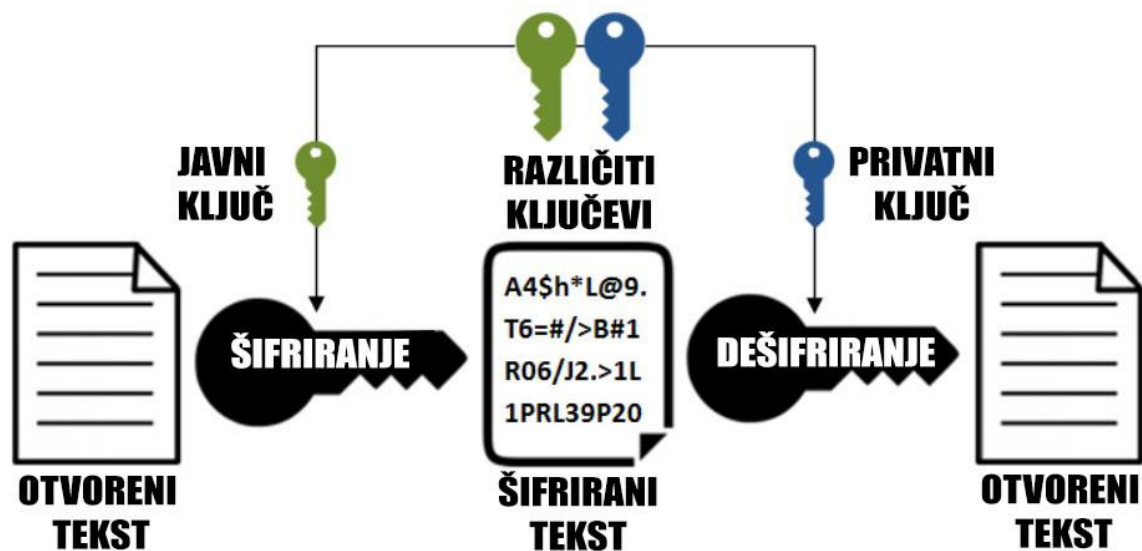 JAVNI
KLJUČ
RAZLIČITI
KLJUČEVI
PRIVATNI
KLJUČ
ŠIFRIRANJE
A4$h*L@9.
T6=#/>B#1
R06/J2.>1L
1PRL39P20
DEŠIFRIRANJE
OTVORENI
TEKST
ŠIFRIRANI
TEKST
OTVORENI
TEKST